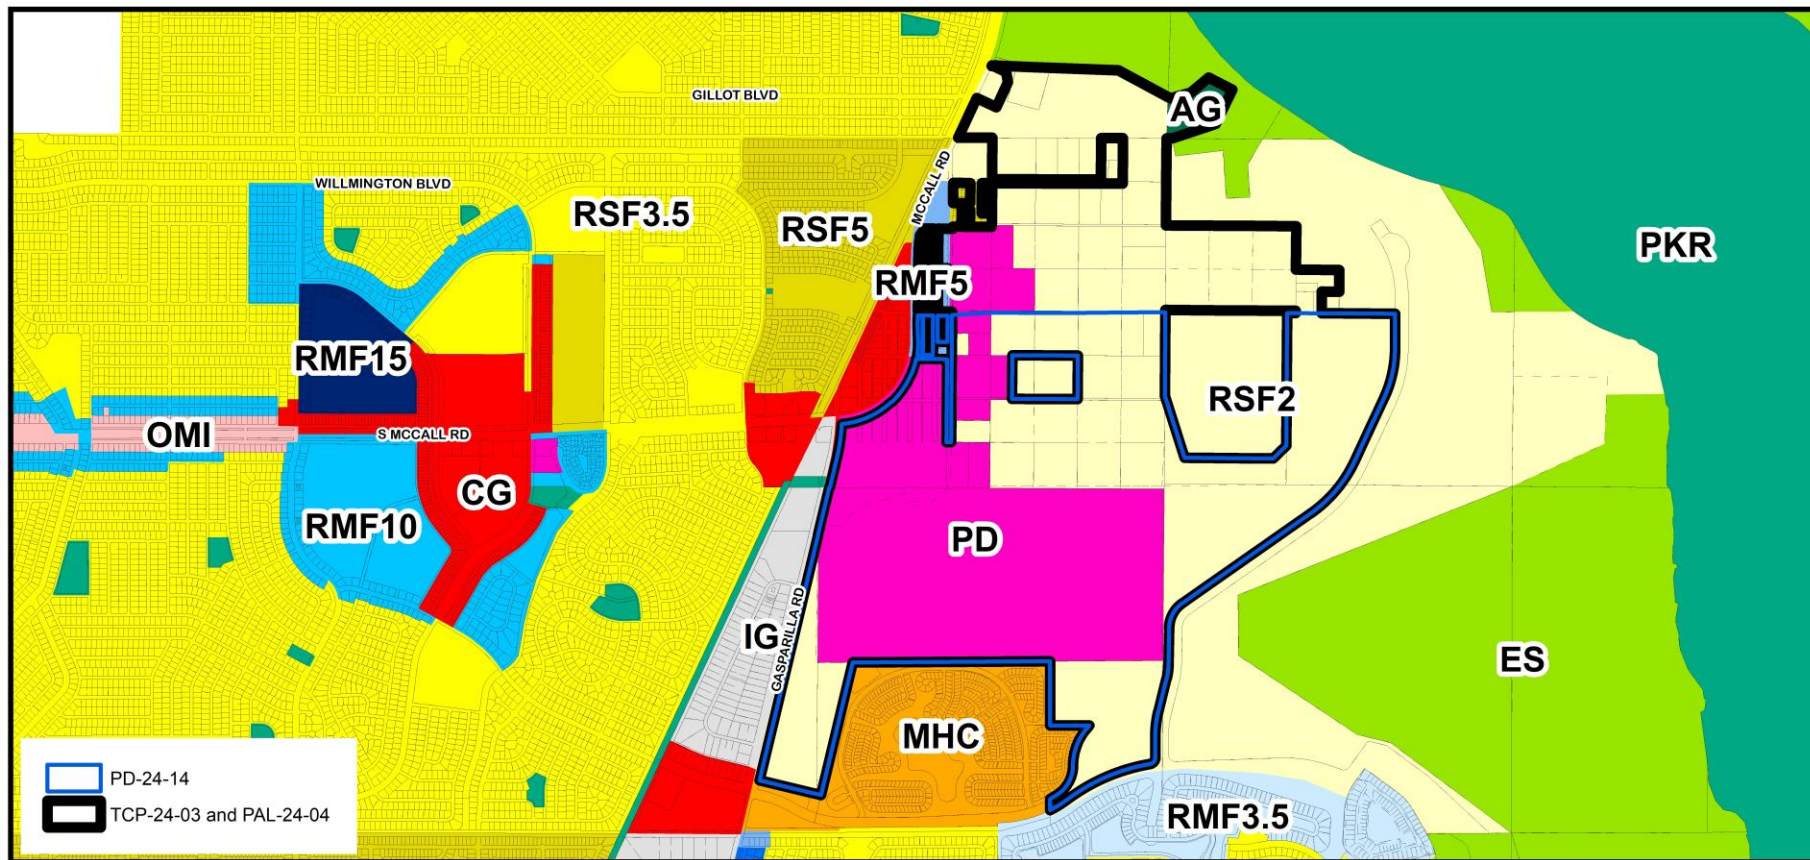 GILLOT BLVD
AG
WILLMINGTON BLVD
MCCALL RD
RSF3.5
RSF5
PKR
RMF5
RMF15
RSF2
OMI
S MCCALL RD
CG
RMF10
PD
IG
GASPARILLA RD
ES
MHC
RMF3.5
PD-24-14
TCP-24-03 and PAL-24-04